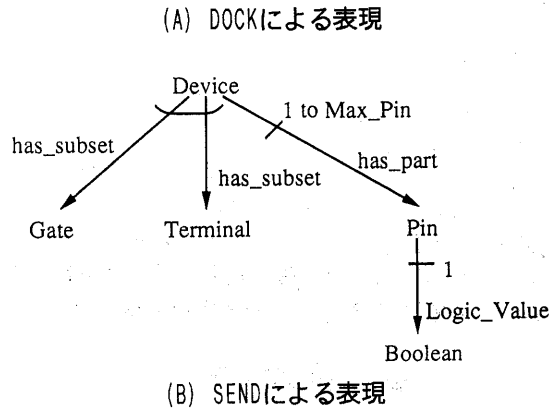 (A) DOCKによる表現
Device
1 to Max_Pin
has_subset
has_part
has_subset
Gate
Terminal
Pin
1
Logic_Value
Boolean
(B) SENDによる表現